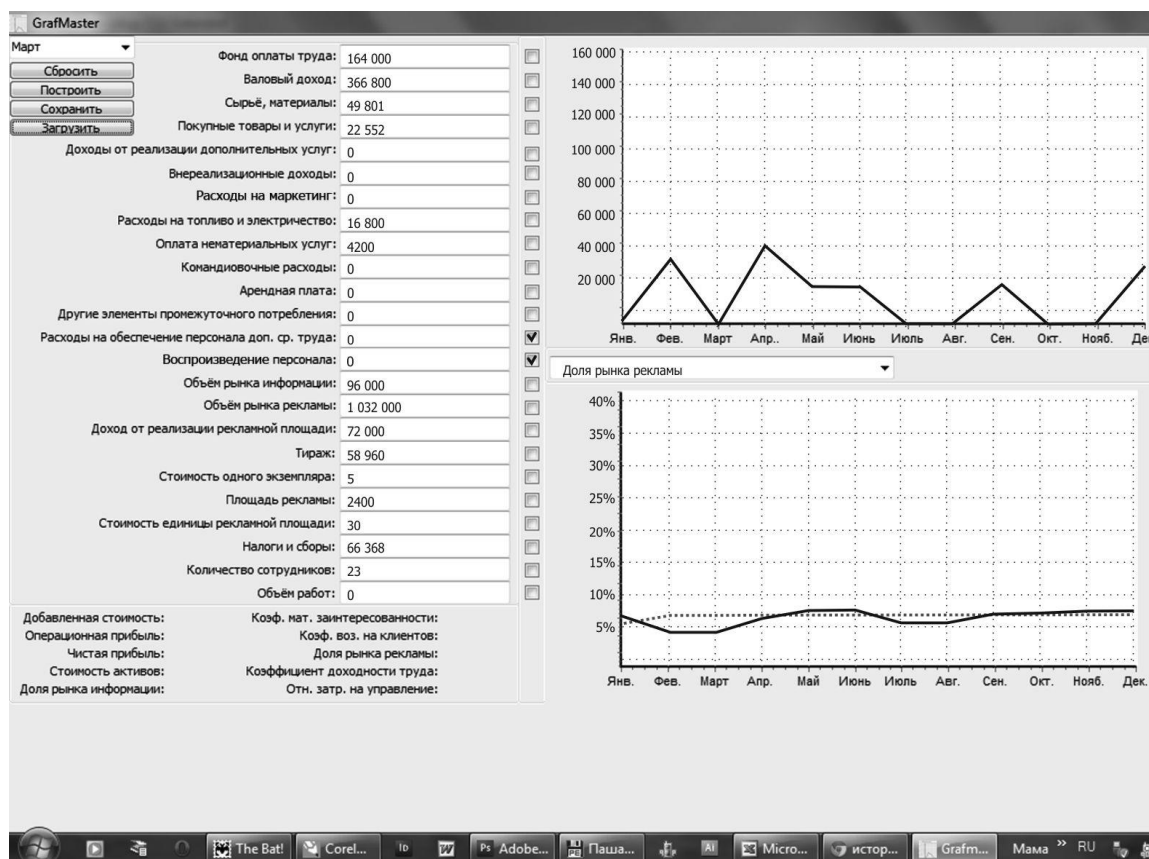 GrafMaster
Март
Сбросить
Построить
Сохранить
Загрузить
Фонд оплаты труда: 164 000
Валовый доход: 366 800
Сырьё, материалы: 49 801
Покупные товары и услуги: 22 552
Доходы от реализации дополнительных услуг: 0
Внереализационные доходы: 0
Расходы на маркетинг: 0
Расходы на топливо и электричество: 16 800
Оплата нематериальных услуг: 4200
Командиовочные расходы: 0
Арендная плата: 0
Другие элементы промежуточного потребления: 0
Расходы на обеспечение персонала доп. ср. труда: 0
Воспроизведение персонала: 0
Объём рынка информации: 96 000
Объём рынка рекламы: 1 032 000
Доход от реализации рекламной площади: 72 000
Тираж: 58 960
Стоимость одного экземпляра: 5
Площадь рекламы: 2400
Стоимость единицы рекламной площади: 30
Налоги и сборы: 66 368
Количество сотрудников: 23
Объём работ: 0
Добавленная стоимость: Коэф. мат. заинтересованности:
Операционная прибыль: Коэф. воз. на клиентов:
Чистая прибыль: Доля рынка рекламы:
Стоимость активов: Коэффициент доходности труда:
Доля рынка информации: Отн. затр. на управление:
160 000
140 000
120 000
100 000
80 000
60 000
40 000
20 000
Янв. Фев. Март Апр.. Май Июнь Июль Авг. Сен. Окт. Нояб. Де
Доля рынка рекламы
40%
35%
30%
25%
20%
15%
10%
5%
Янв. Фев. Март Апр. Май Июнь Июль Авг. Сен. Окт. Нояб. Дек.
The Bat! Corel... Id W Ps Adobe... Паша... Ai Micro... истор... Grafm... Мама » RU